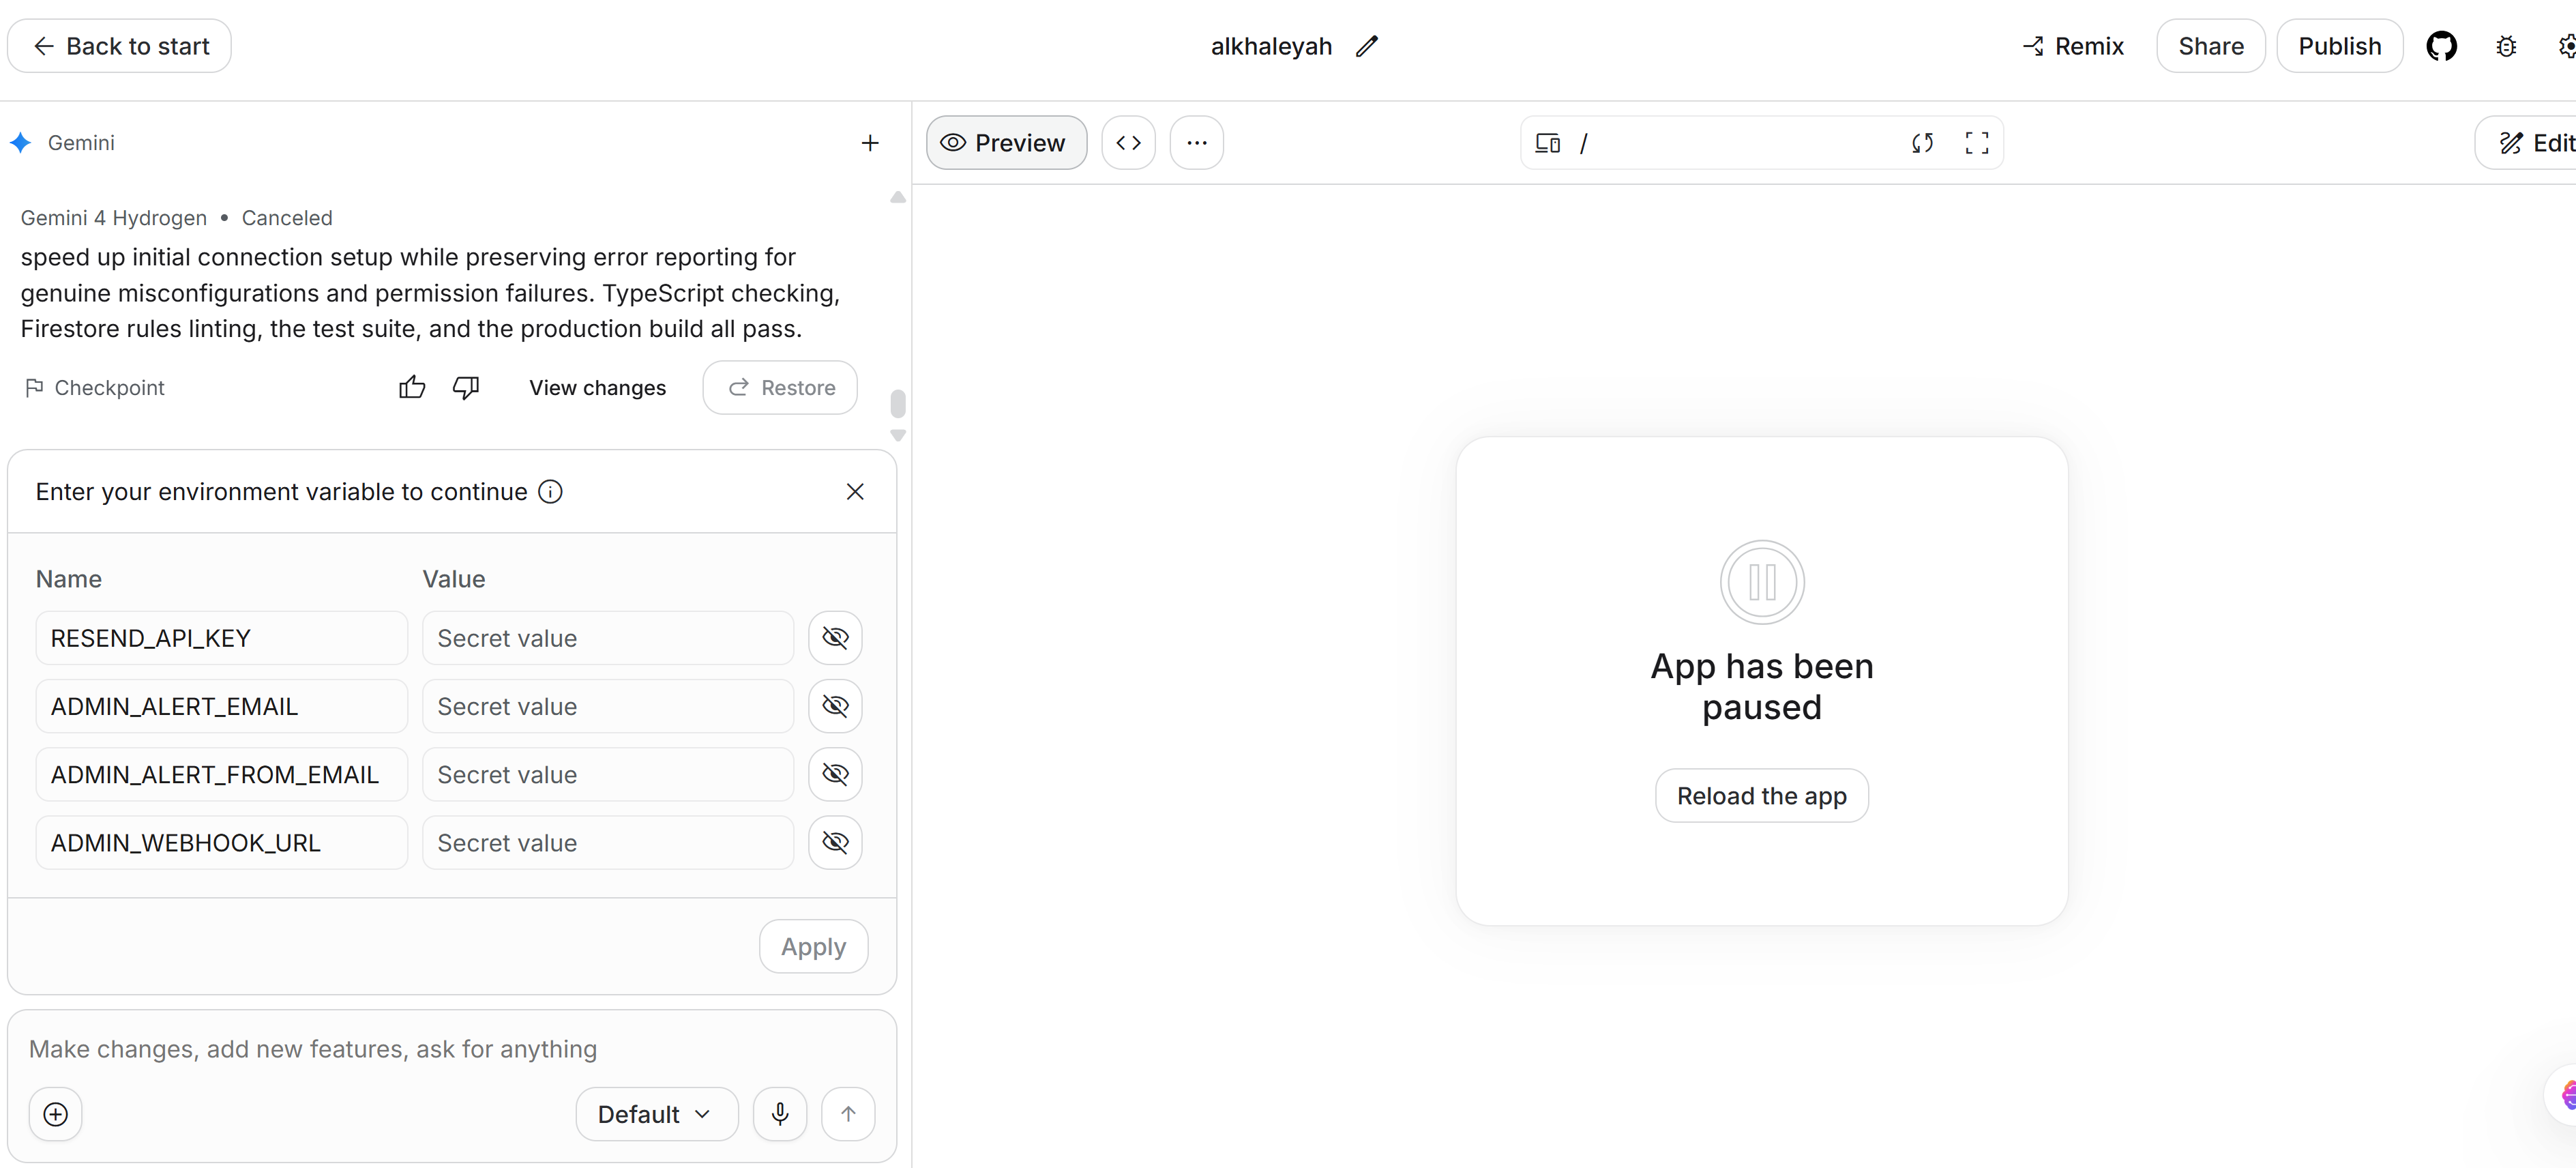 Back to start
alkhaleyah
Remix
Share
Publish
Gemini
Preview
/
Edit
Gemini 4 Hydrogen • Canceled
speed up initial connection setup while preserving error reporting for
genuine misconfigurations and permission failures. TypeScript checking,
Firestore rules linting, the test suite, and the production build all pass.
Checkpoint
View changes
Restore
Enter your environment variable to continue
Name
Value
RESEND_API_KEY
Secret value
ADMIN_ALERT_EMAIL
Secret value
ADMIN_ALERT_FROM_EMAIL
Secret value
ADMIN_WEBHOOK_URL
Secret value
Apply
Make changes, add new features, ask for anything
Default
App has been
paused
Reload the app